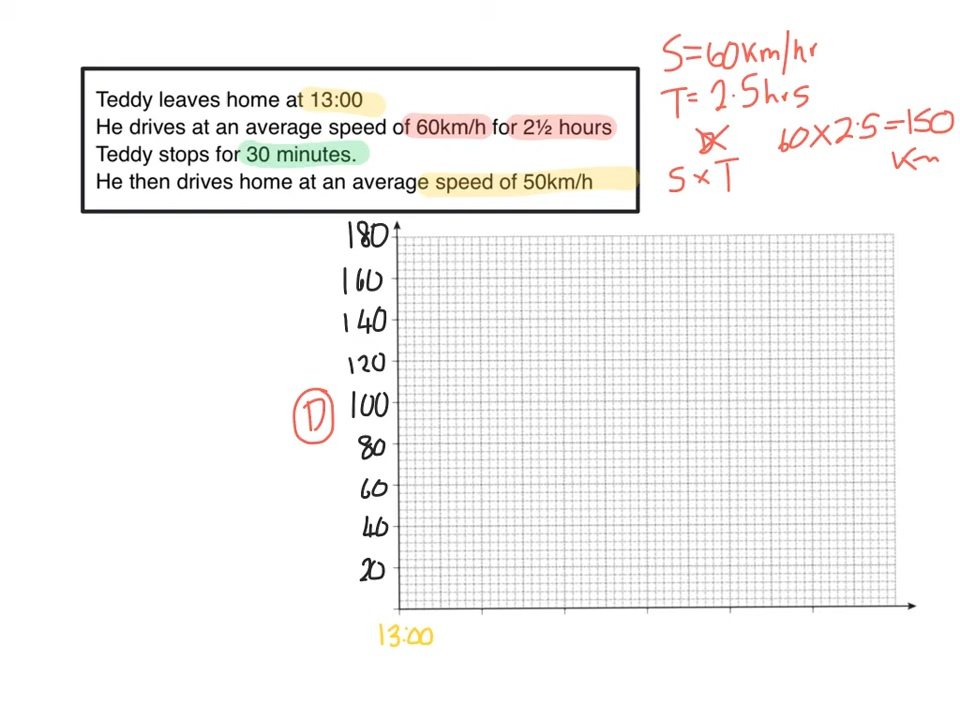 S=60km/hr
T= 2.5hrs
60x2.5=150
Km
S x T
Teddy leaves home at 13:00
He drives at an average speed of 60km/h for 2½ hours
Teddy stops for 30 minutes.
He then drives home at an average speed of 50km/h
180
160
140
120
D
100
80
60
40
20
13:00